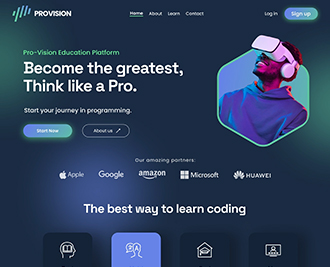 PROVISION
Home About Learn Contact
Log in
Sign up
Pro-Vision Education Platform
Become the greatest,
Think like a Pro.
Start your journey in programming.
Start Now
About us
Our amazing partners:
Apple
Google
amazon
Microsoft
HUAWEI
The best way to learn coding